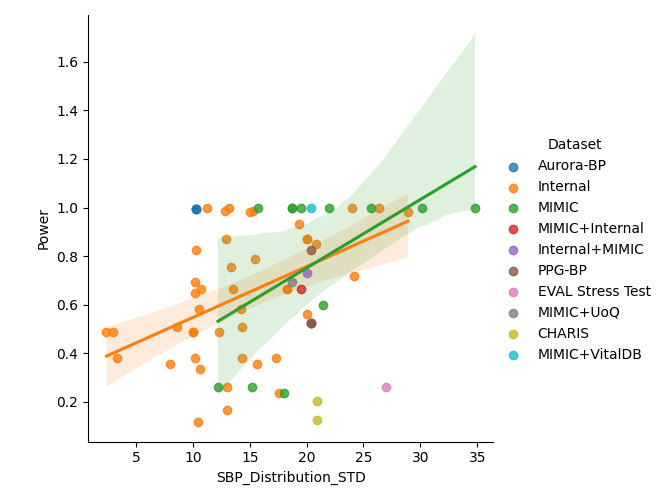 1.6
1.4
1.2
1.0
0.8
0.6
0.4
0.2
Power
5 10 15 20 25 30 35
SBP_Distribution_STD
Dataset
Aurora-BP
Internal
MIMIC
MIMIC+Internal
Internal+MIMIC
PPG-BP
EVAL Stress Test
MIMIC+UoQ
CHARIS
MIMIC+VitalDB